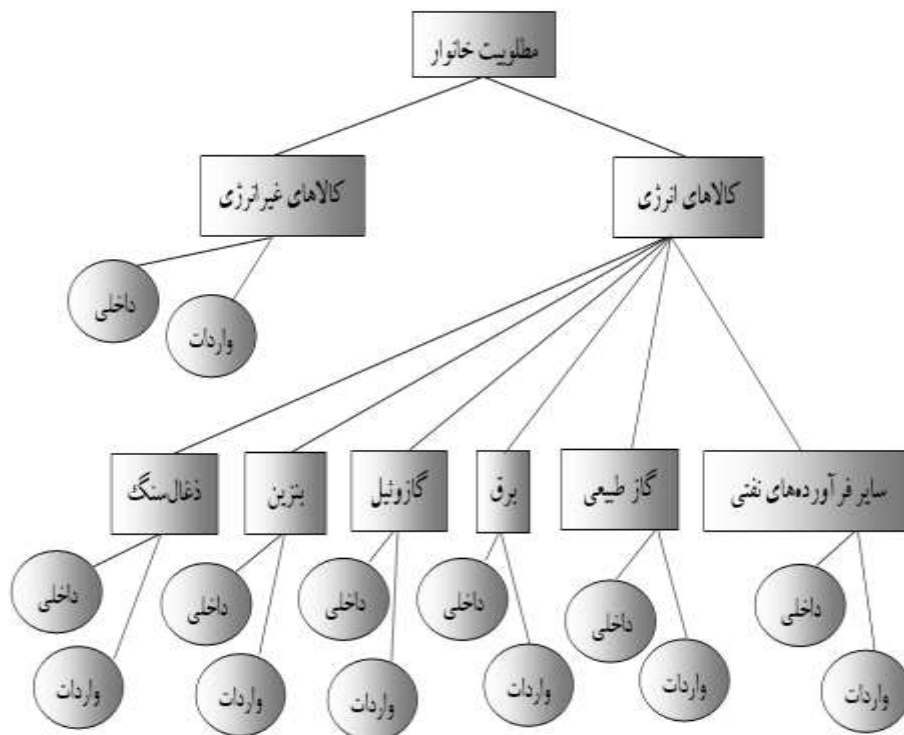 مطلوبیت خانوار
کالاهای انرژی
کالاهای غیرانرژی
داخلی
واردات
سایر فرآورده‌های نفتی
گاز طبیعی
برق
گازوئیل
بنزین
ذغال‌سنگ
داخلی
داخلی
داخلی
داخلی
داخلی
داخلی
واردات
واردات
واردات
واردات
واردات
واردات